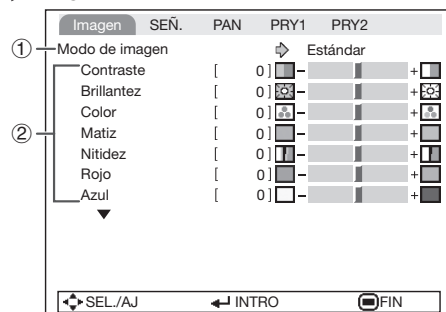 Imagen SEÑ. PAN PRY1 PRY2
① Modo de imagen Estándar
Contraste [ 0 ] - +
Brillantez [ 0 ] - +
② Color [ 0 ] - +
Matiz [ 0 ] - +
Nitidez [ 0 ] - +
Rojo [ 0 ] - +
Azul [ 0 ] - +
SEL./AJ INTRO FIN